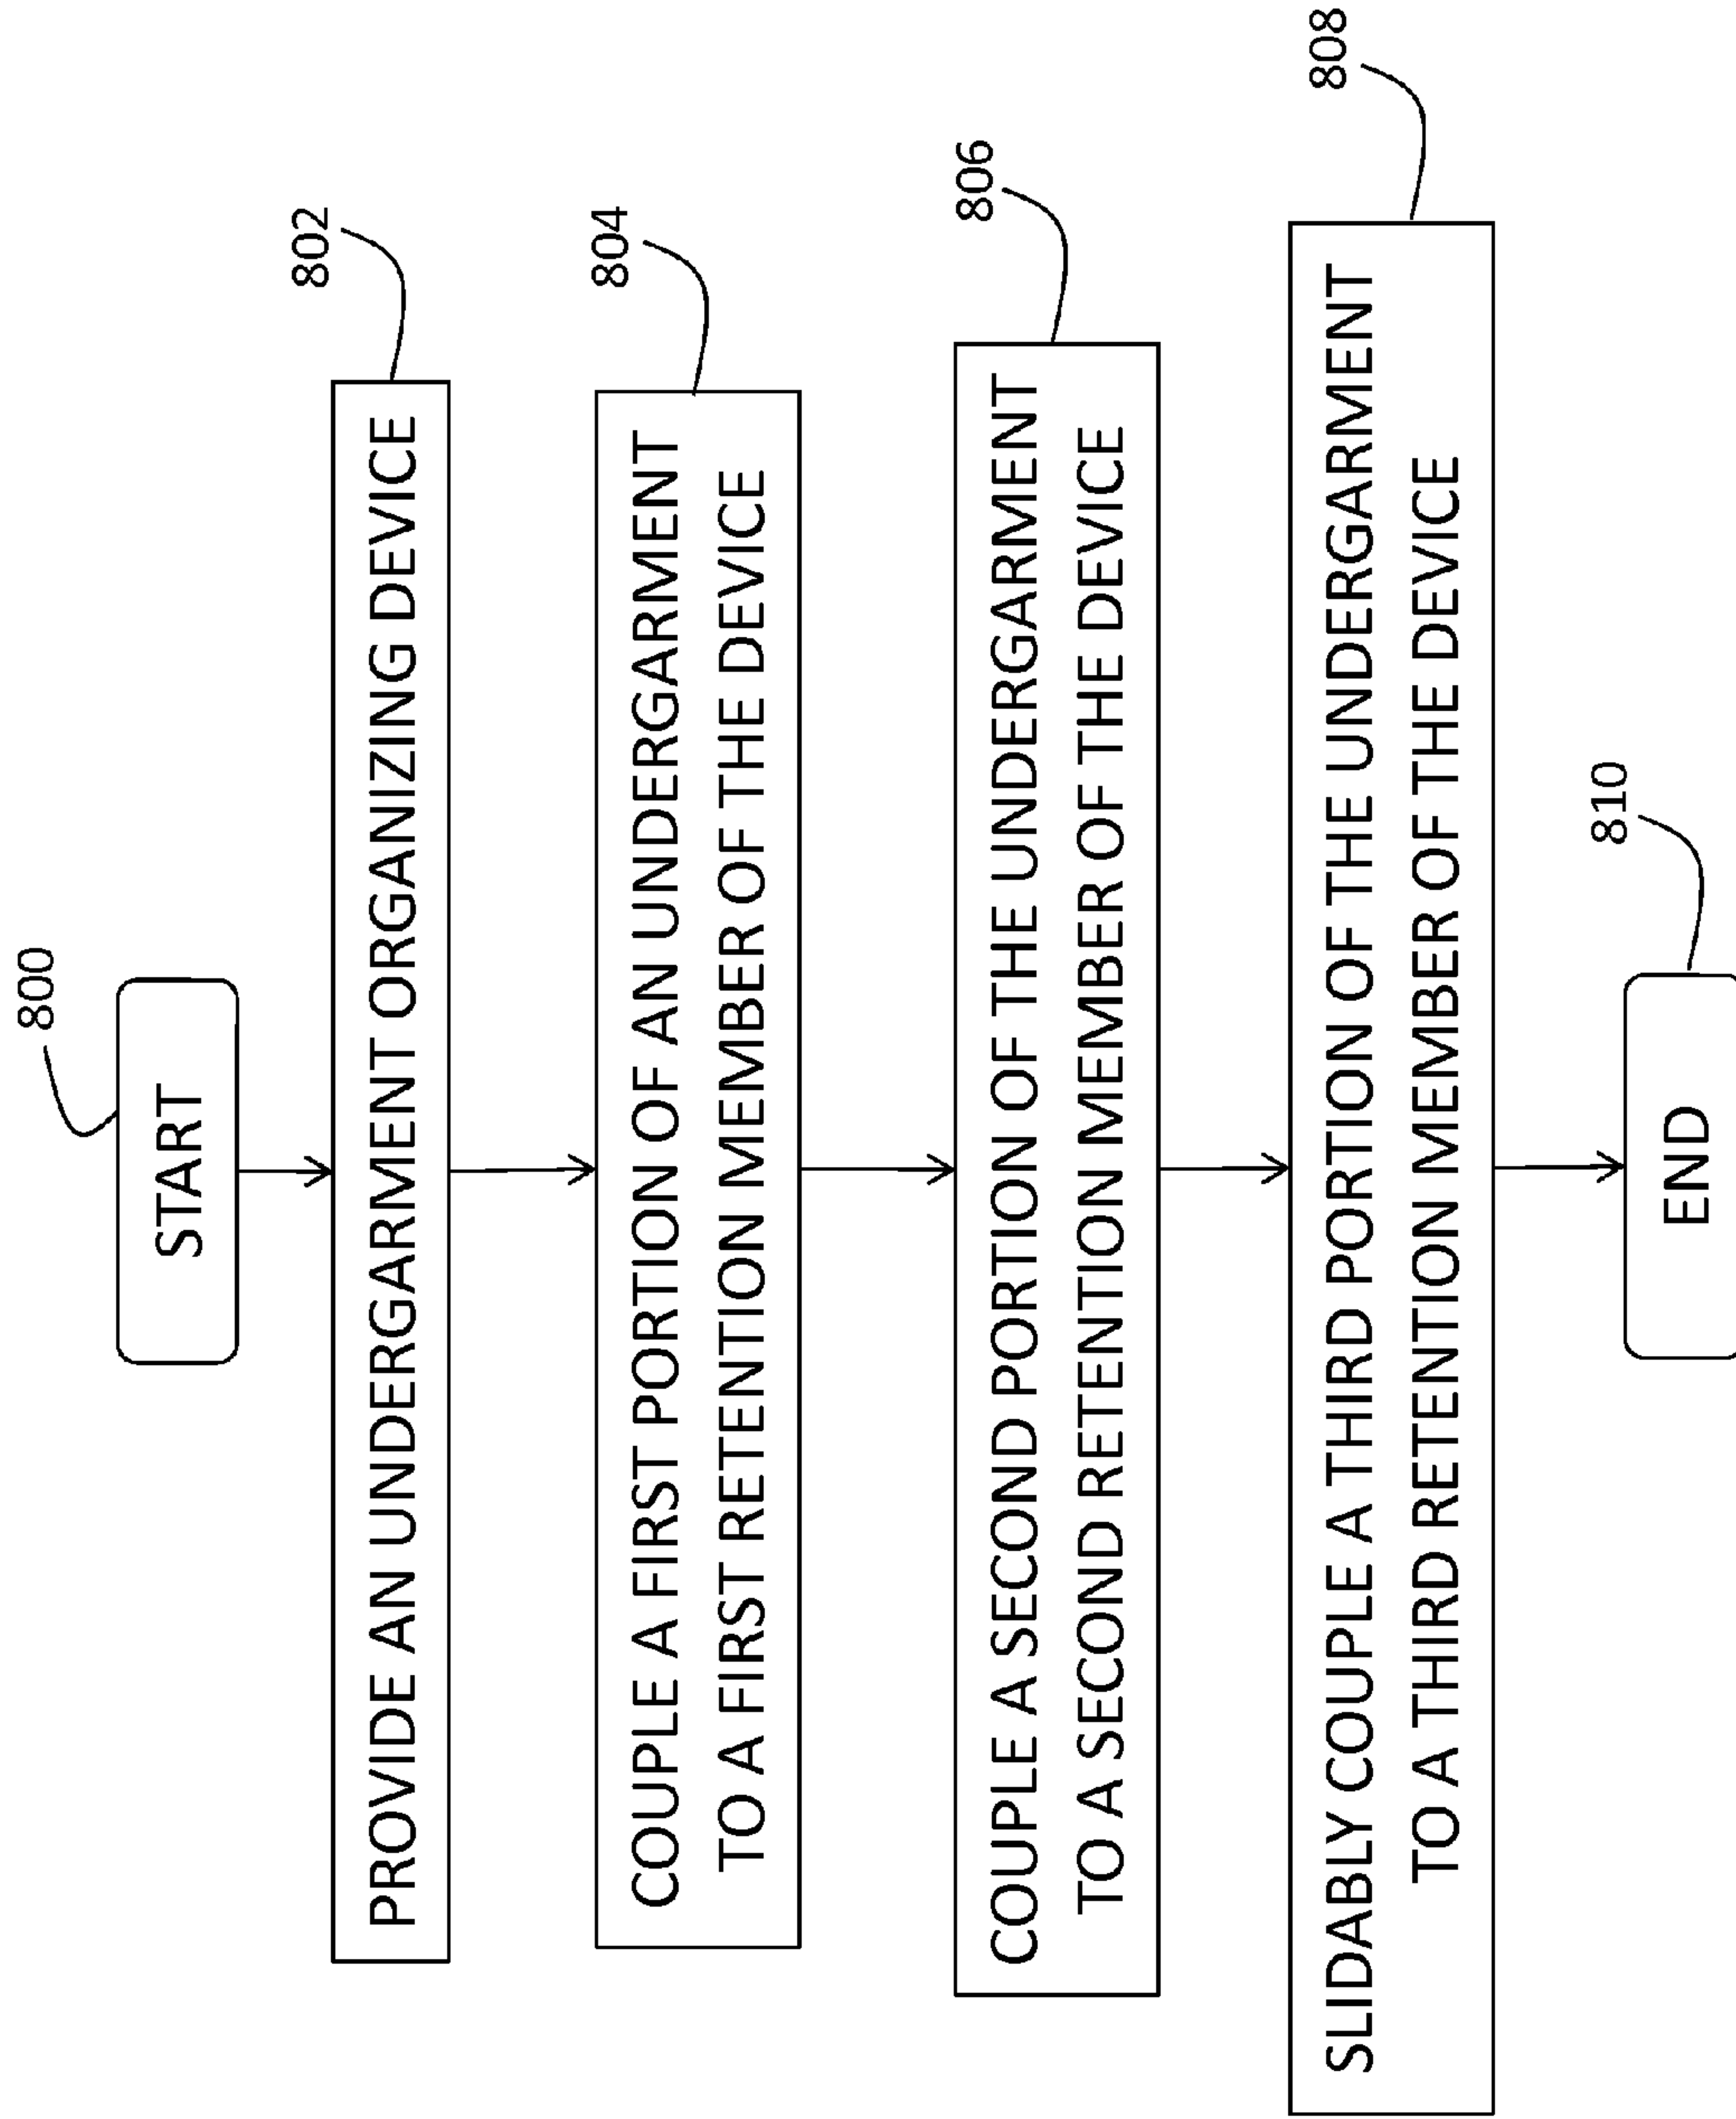 800
START
802
PROVIDE AN UNDERGARMENT ORGANIZING DEVICE
804
COUPLE A FIRST PORTION OF AN UNDERGARMENT
TO A FIRST RETENTION MEMBER OF THE DEVICE
806
COUPLE A SECOND PORTION OF THE UNDERGARMENT
TO A SECOND RETENTION MEMBER OF THE DEVICE
808
SLIDABLY COUPLE A THIRD PORTION OF THE UNDERGARMENT
TO A THIRD RETENTION MEMBER OF THE DEVICE
810
END